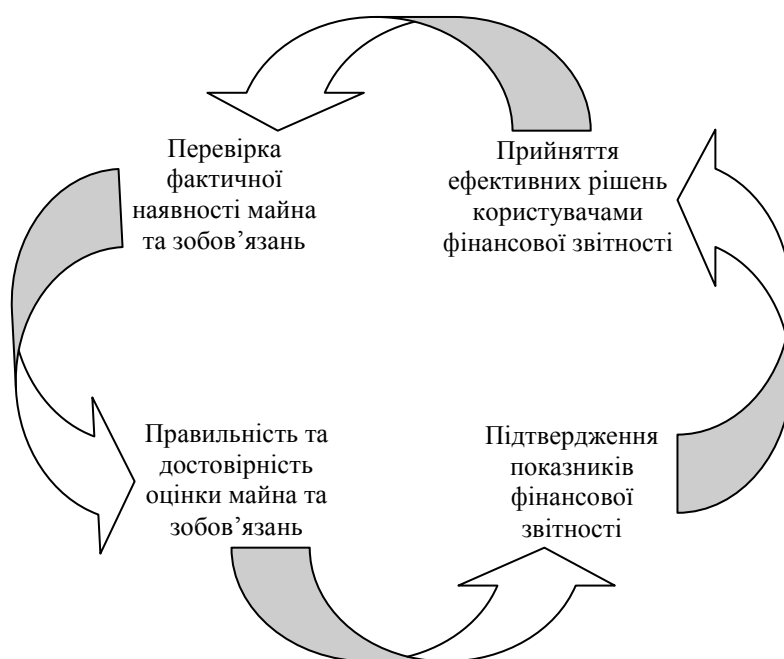 Перевірка
фактичної
наявності майна
та зобов’язань
Прийняття
ефективних рішень
користувачами
фінансової звітності
Правильність та
достовірність
оцінки майна та
зобов’язань
Підтвердження
показників
фінансової
звітності